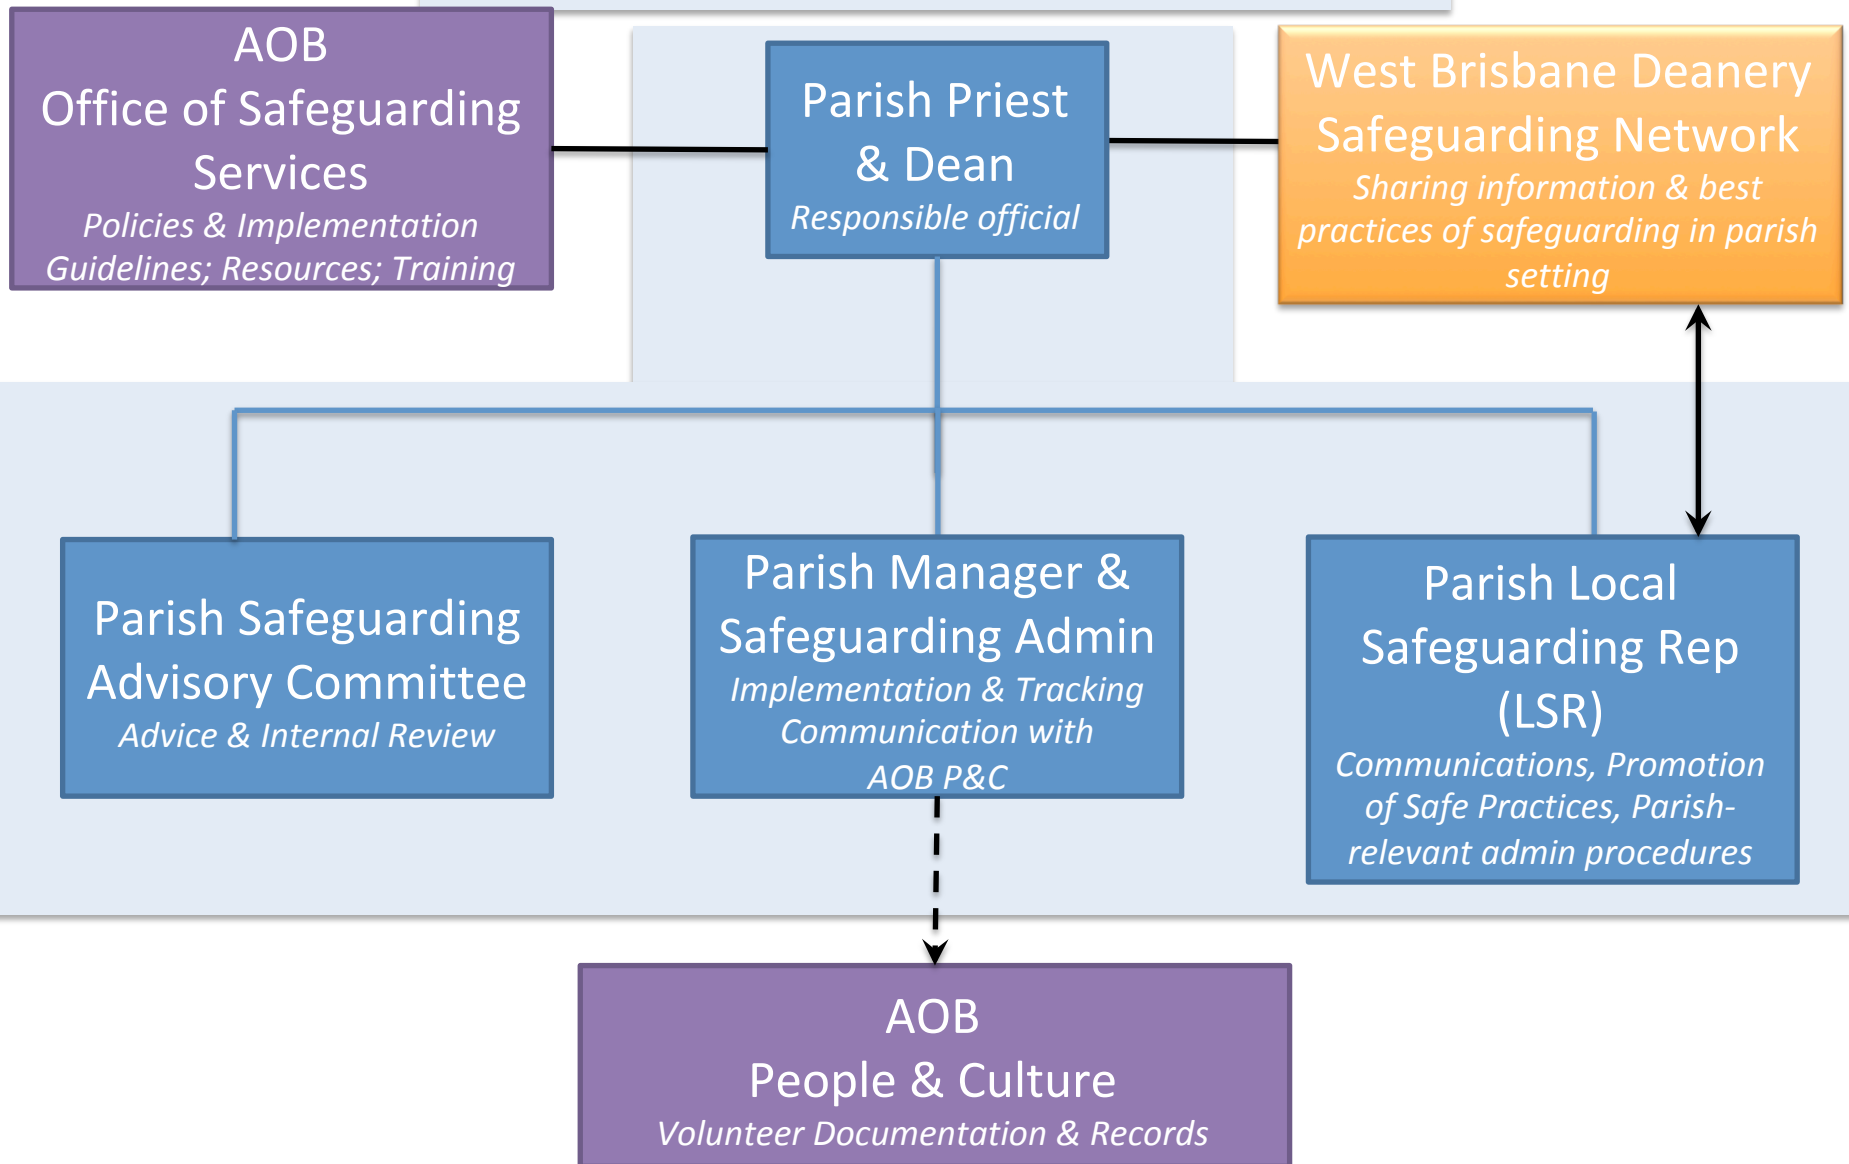 AOB
Office of Safeguarding
Services
Policies & Implementation
Guidelines; Resources; Training
Parish Priest
& Dean
Responsible official
West Brisbane Deanery
Safeguarding Network
Sharing information & best
practices of safeguarding in parish
setting
Parish Safeguarding
Advisory Committee
Advice & Internal Review
Parish Manager &
Safeguarding Admin
Implementation & Tracking
Communication with
AOB P&C
Parish Local
Safeguarding Rep
(LSR)
Communications, Promotion
of Safe Practices, Parish-
relevant admin procedures
AOB
People & Culture
Volunteer Documentation & Records